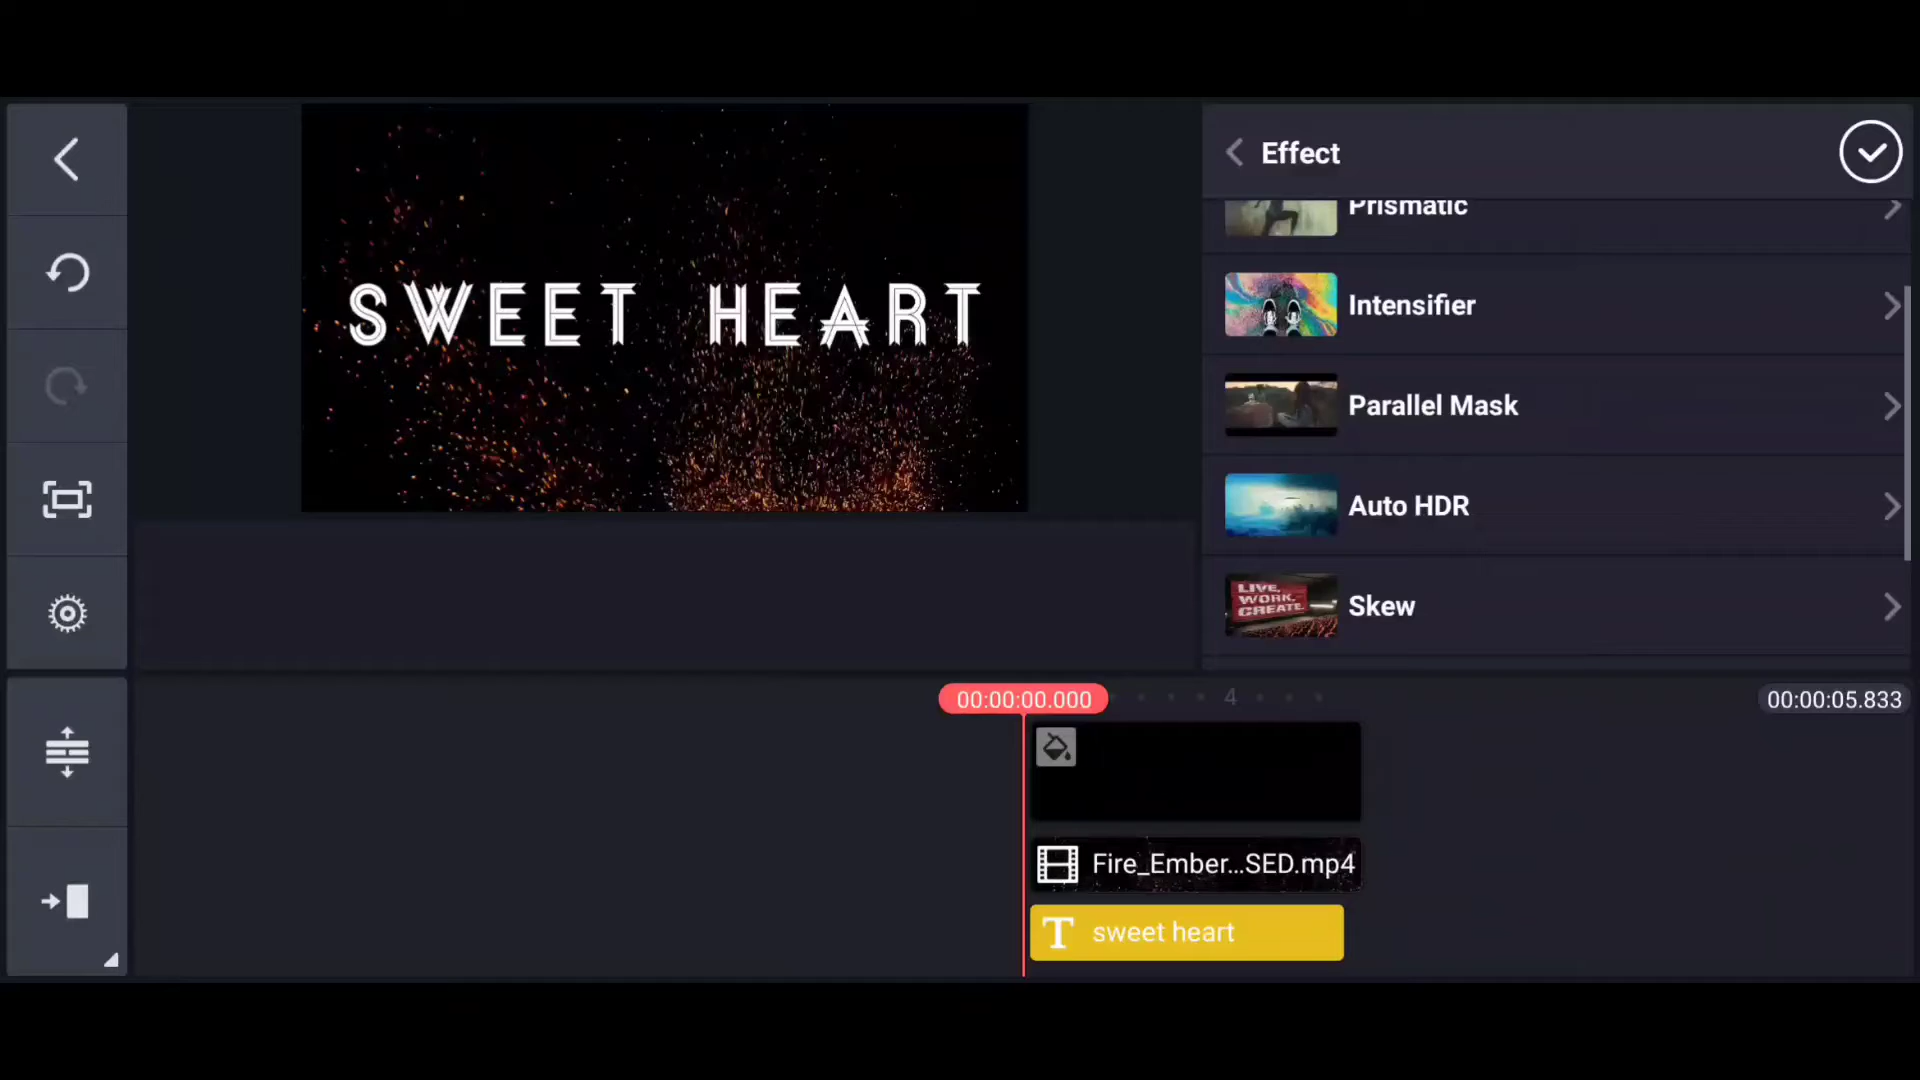 Effect
Prismatic
SWEET HEART
Intensifier
Parallel Mask
Auto HDR
LIVE.
WORK.
CREATE.
Skew
00:00:00.000
4
00:00:05.833
Fire_Ember...SED.mp4
T sweet heart